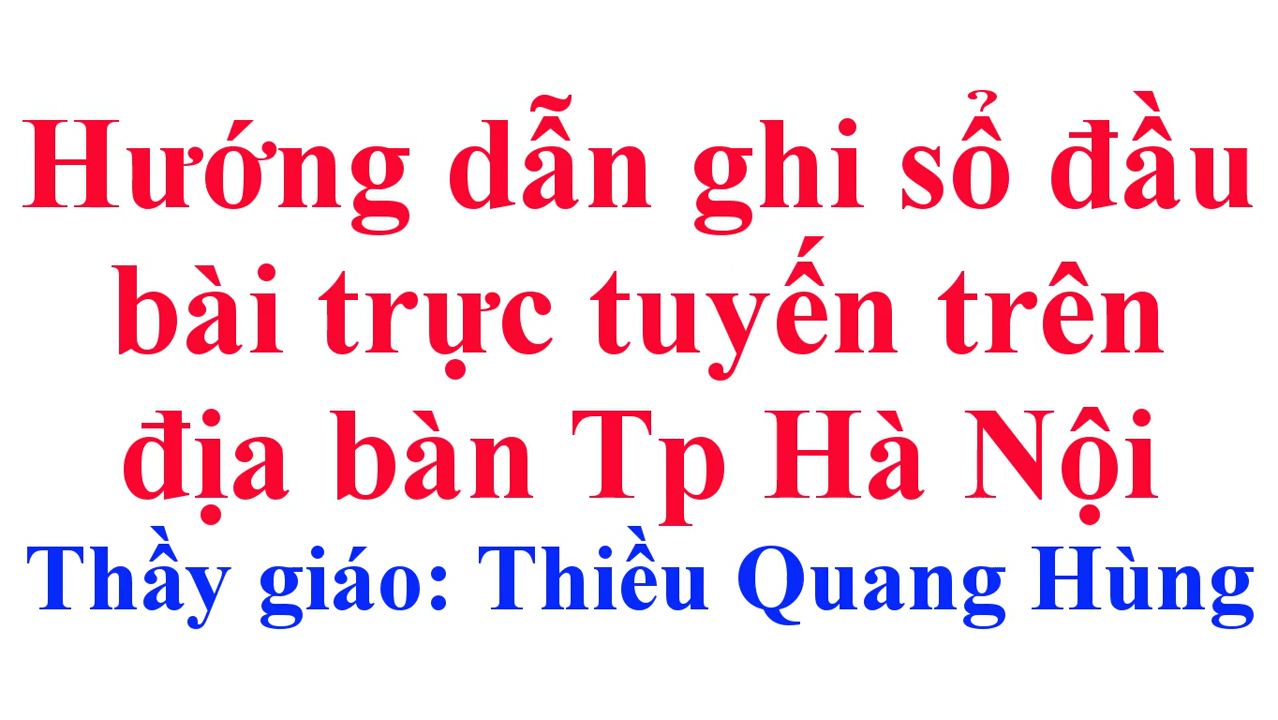 Hướng dẫn ghi sổ đầu
bài trực tuyến trên
địa bàn Tp Hà Nội
Thầy giáo: Thiều Quang Hùng